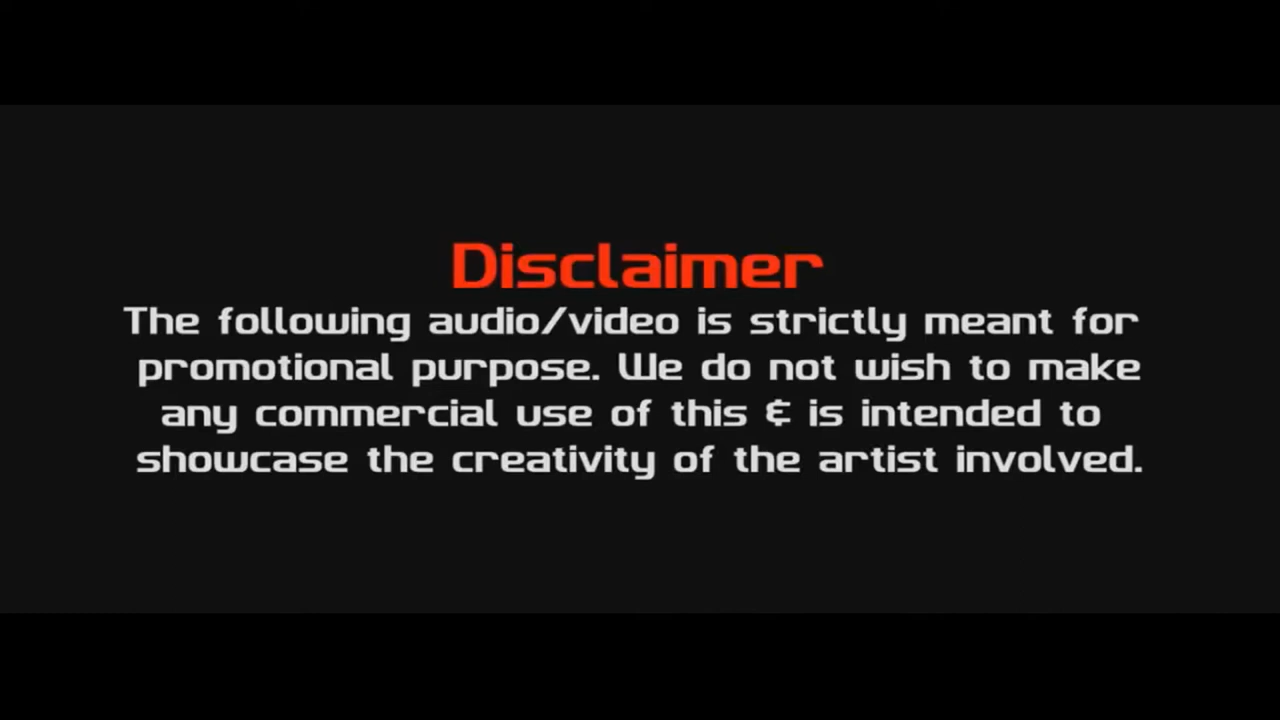 Disclaimer
The following audio/video is strictly meant for
promotional purpose. We do not wish to make
any commercial use of this & is intended to
showcase the creativity of the artist involved.